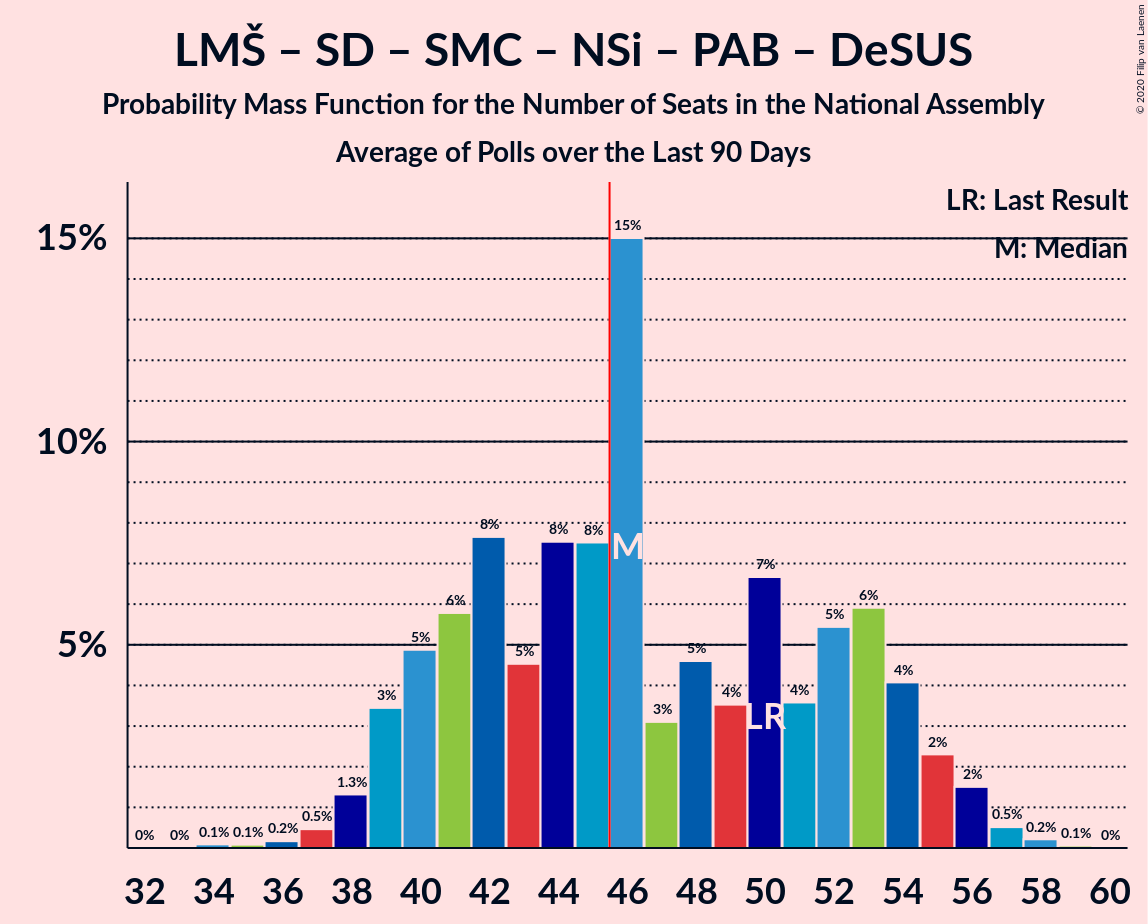 LMŠ – SD – SMC – NSi – PAB – DeSUS
Probability Mass Function for the Number of Seats in the National Assembly
Average of Polls over the Last 90 Days
© 2020 Filip van Laenen
LR: Last Result
M: Median
15%
10%
5%
0% 0% 0.1% 0.1% 0.2% 0.5% 1.3% 3% 5% 6% 8% 5% 8% 8% 15% 3% 5% 4% 7% 4% 5% 6% 4% 2% 2% 0.5% 0.2% 0.1% 0%
M
LR
32 34 36 38 40 42 44 46 48 50 52 54 56 58 60